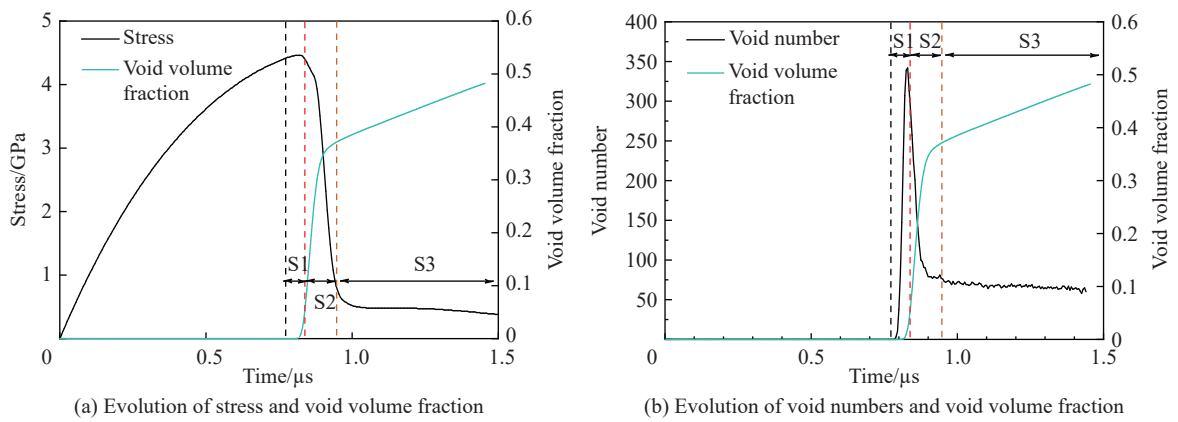 5
4
3
2
1
0
0.5
1.0
1.5
0.6
0.5
0.4
0.3
0.2
0.1
0
Stress/GPa
Void volume fraction
Time/µs
Stress
Void volume
fraction
S1
S2
S3
(a) Evolution of stress and void volume fraction
400
350
300
250
200
150
100
50
0
0.5
1.0
1.5
0.6
0.5
0.4
0.3
0.2
0.1
0
Void number
Void volume fraction
Time/µs
Void number
Void volume
fraction
S1
S2
S3
(b) Evolution of void numbers and void volume fraction